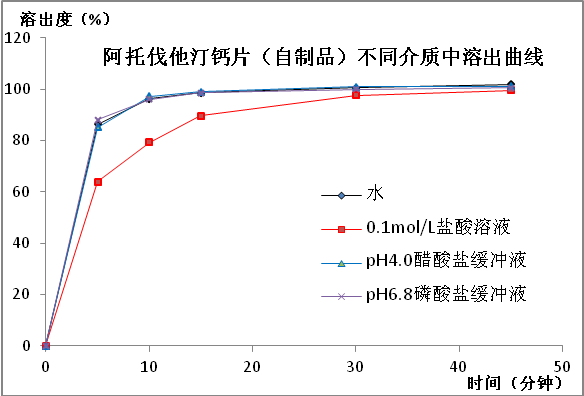 溶出度（%）
阿托伐他汀钙片（自制品）不同介质中溶出曲线
120
100
80
60
40
20
0
水
0.1mol/L盐酸溶液
pH4.0醋酸盐缓冲液
pH6.8磷酸盐缓冲液
0 10 20 30 40 50
时间（分钟）